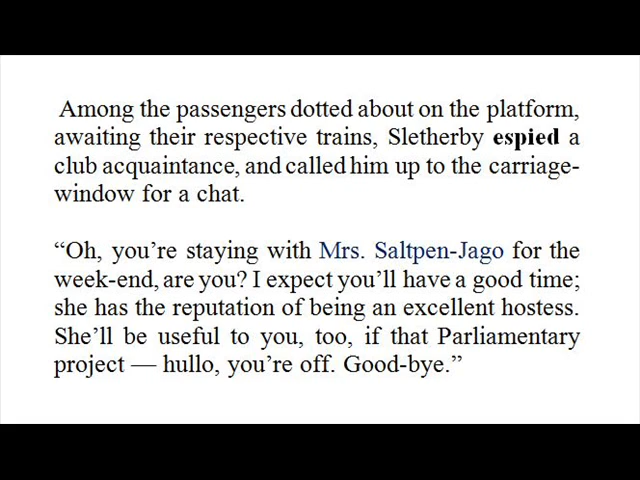 Among the passengers dotted about on the platform,
awaiting their respective trains, Sletherby espied a
club acquaintance, and called him up to the carriage-
window for a chat.
“Oh, you’re staying with Mrs. Saltpen-Jago for the
week-end, are you? I expect you’ll have a good time;
she has the reputation of being an excellent hostess.
She’ll be useful to you, too, if that Parliamentary
project — hullo, you’re off. Good-bye.”